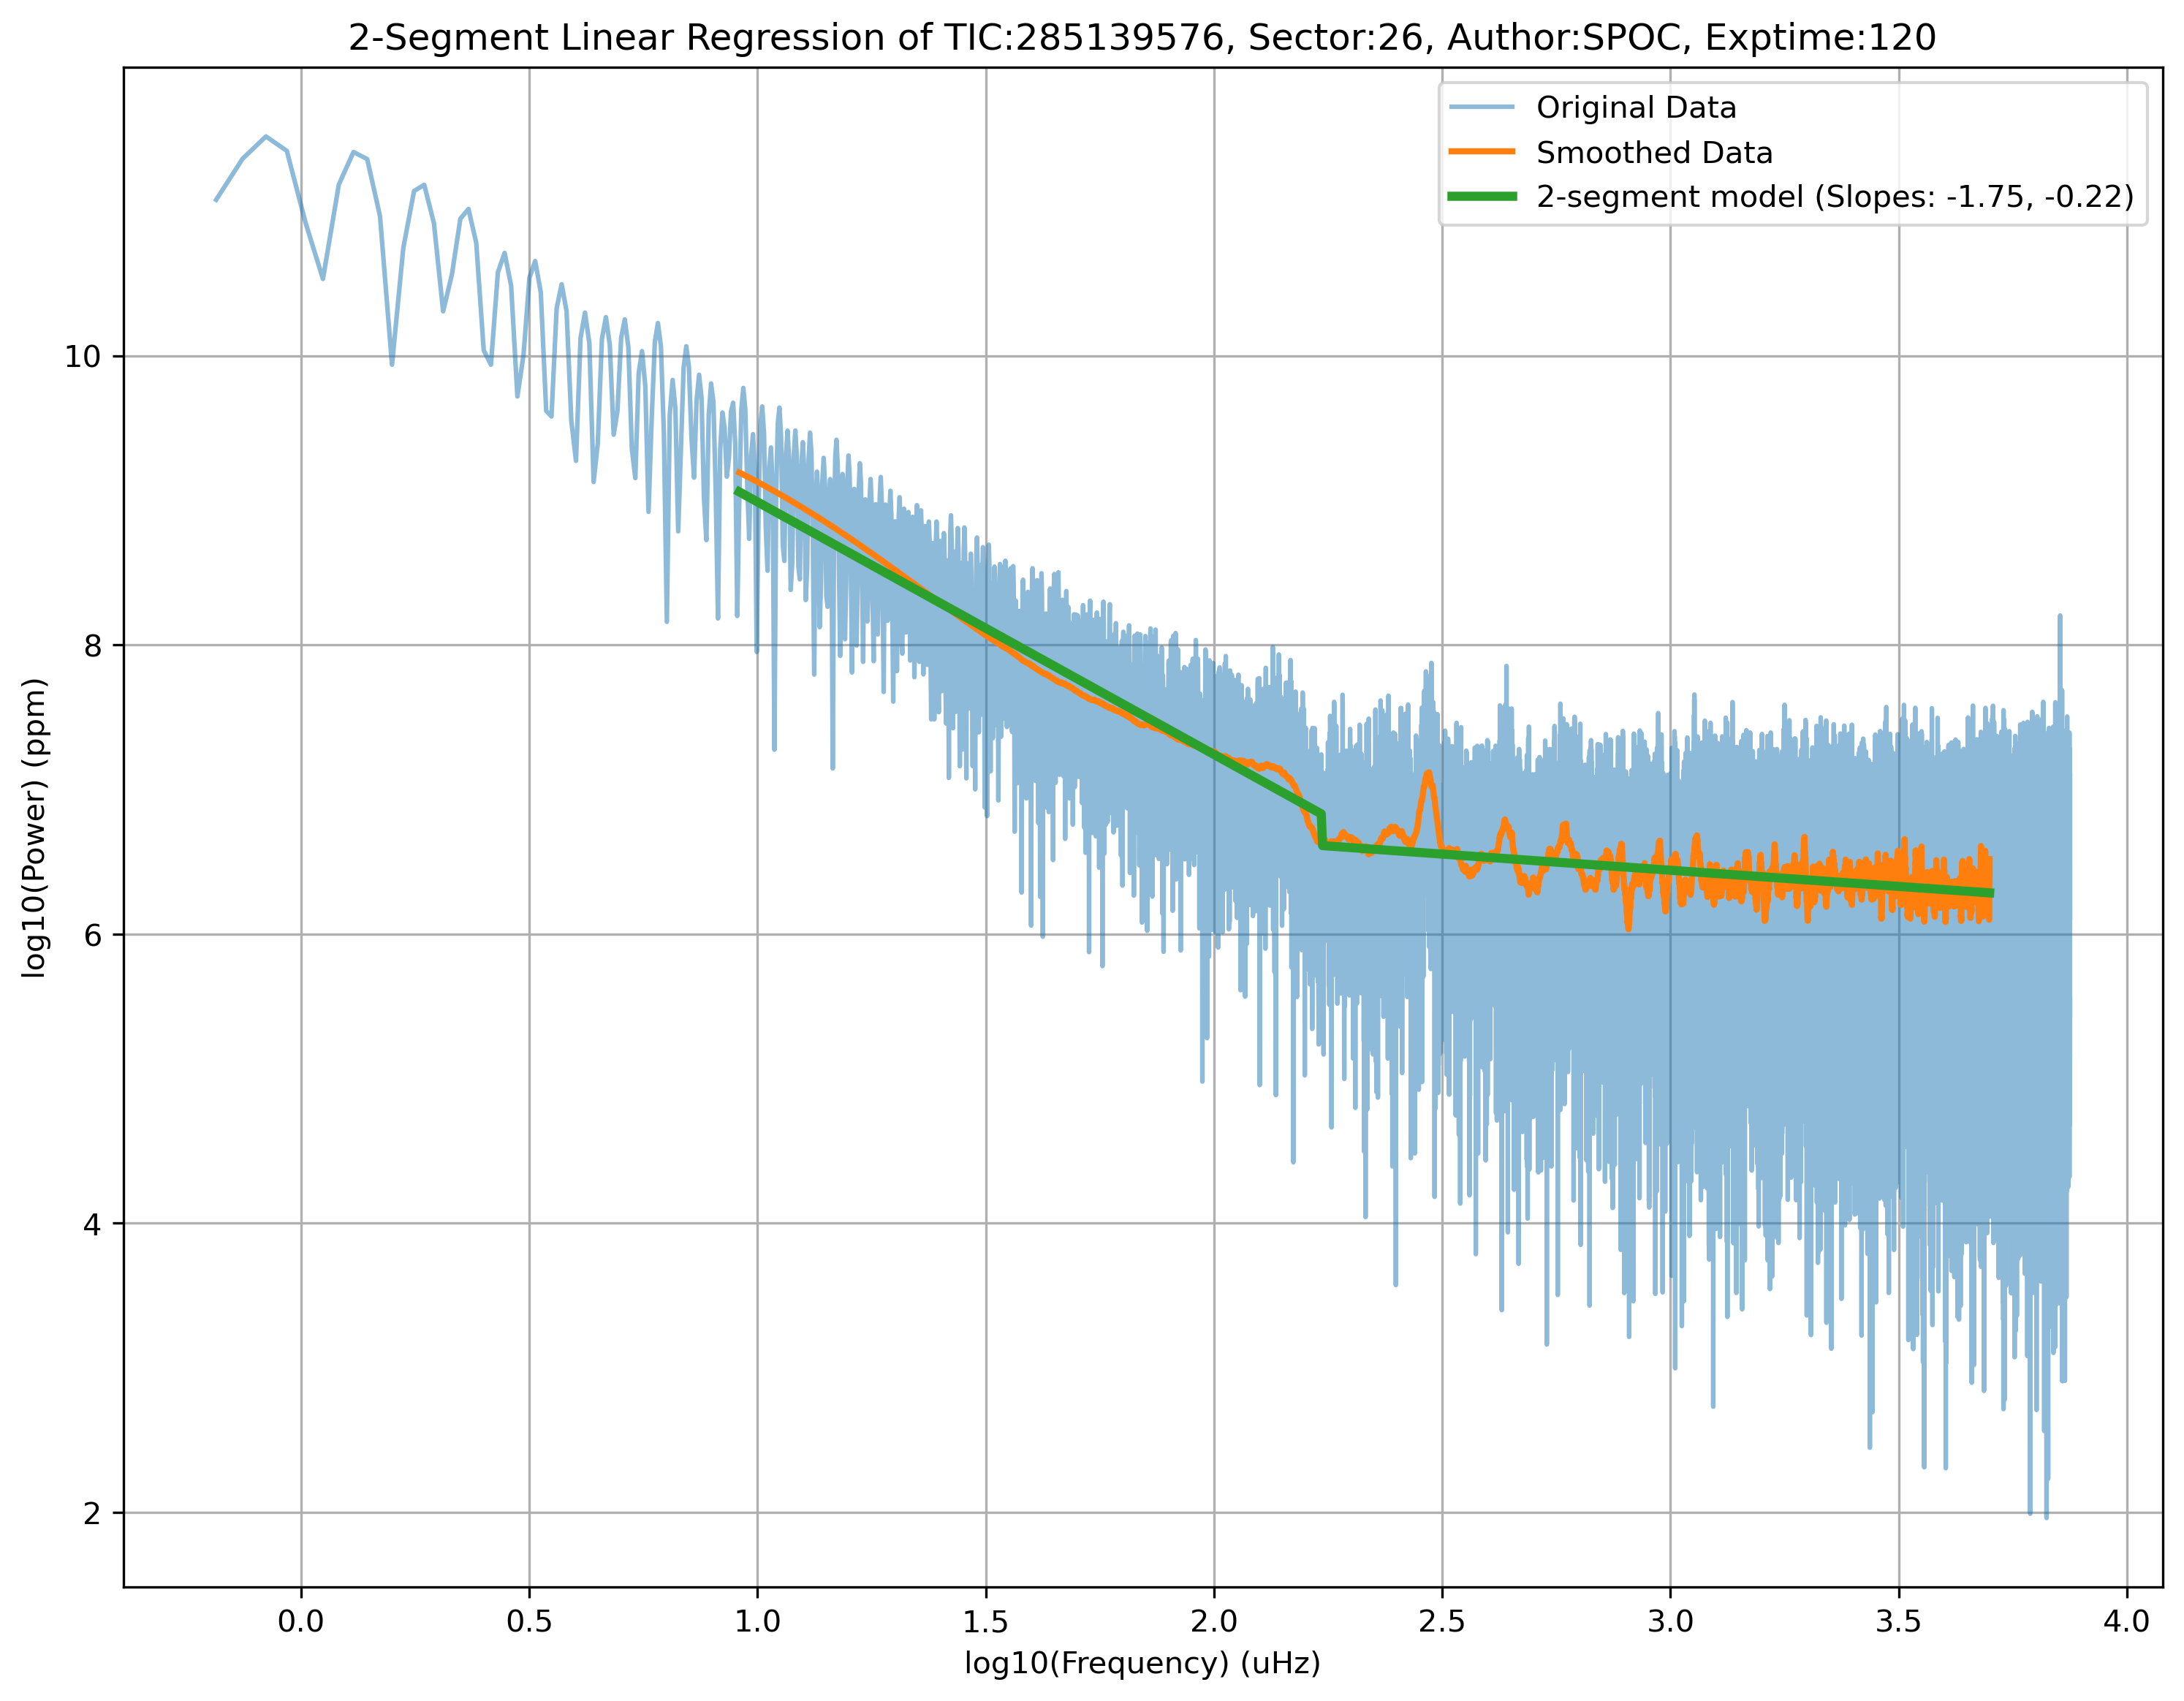 2-Segment Linear Regression of TIC:285139576, Sector:26, Author:SPOC, Exptime:120
Original Data
Smoothed Data
2-segment model (Slopes: -1.75, -0.22)
log10(Power) (ppm)
10
8
6
4
2
0.0 0.5 1.0 1.5 2.0 2.5 3.0 3.5 4.0
log10(Frequency) (uHz)